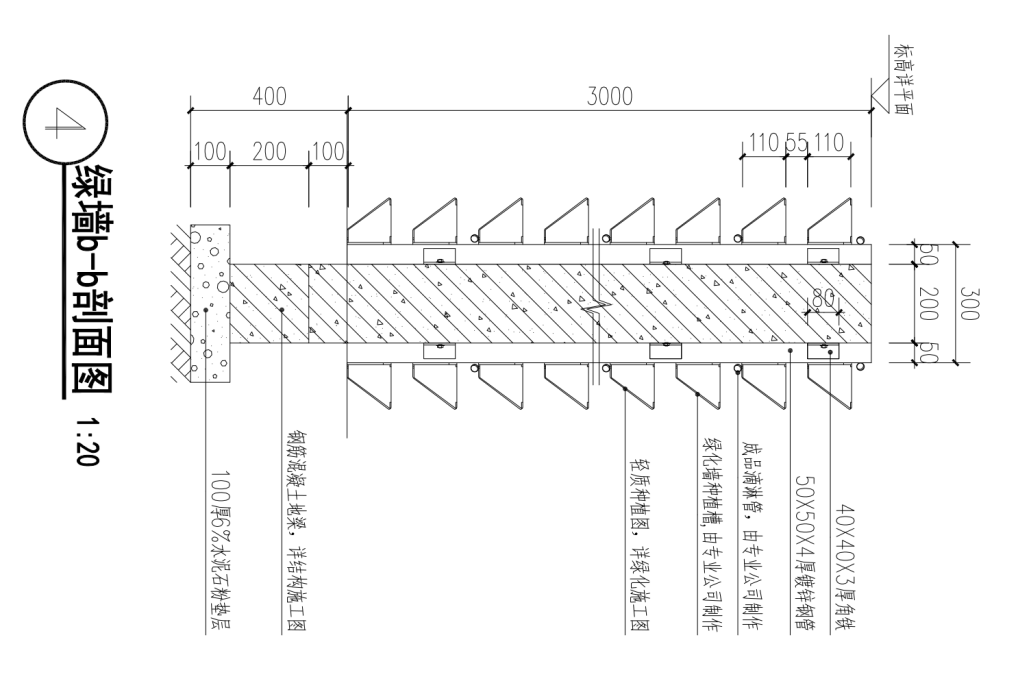 300
50 200 50
标高详平面
80
110
55
110
40X40X3厚角铁
50X50X4厚镀锌钢管
成品滴淋管，由专业公司制作
绿化墙种植槽,由专业公司制作
轻质种植图，详绿化施工图
3000
400
100
200
100
钢筋混凝土地梁，详结构施工图
100厚6%水泥石粉垫层
4
绿墙b-b剖面图 1:20